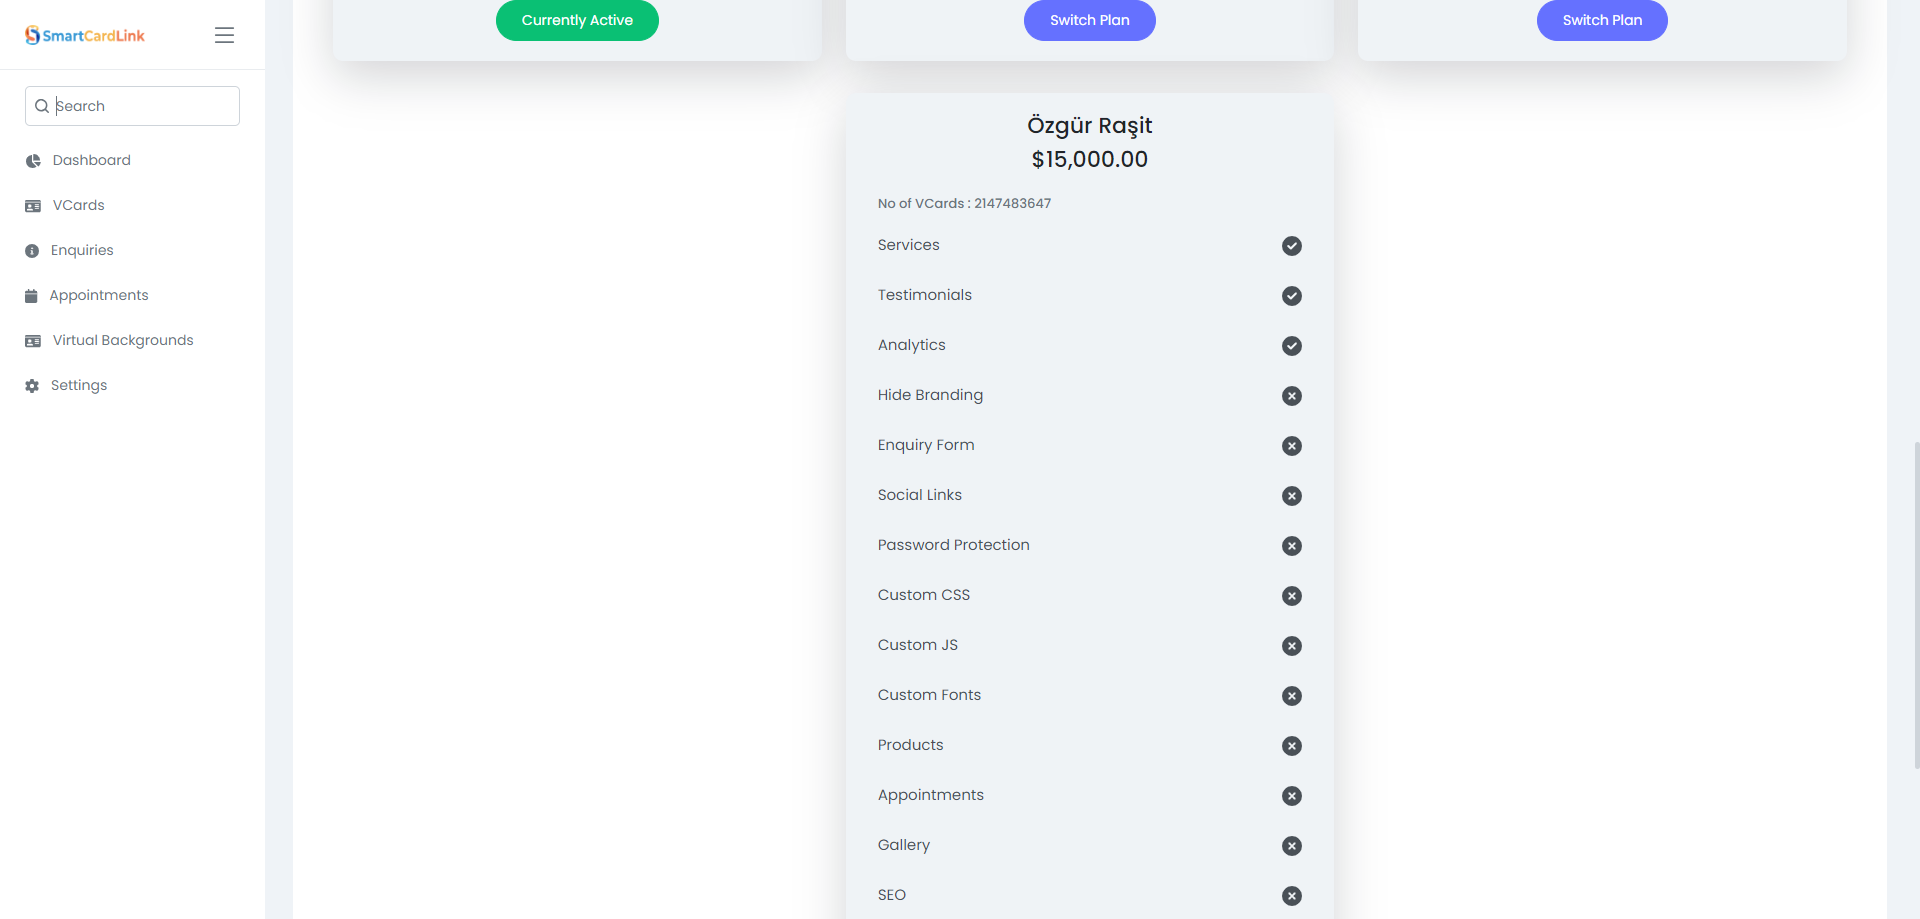 SmartCardLink
Search
Dashboard
VCards
Enquiries
Appointments
Virtual Backgrounds
Settings
Currently Active
Switch Plan
Switch Plan
Özgür Raşit
$15,000.00
No of VCards : 2147483647
Services
Testimonials
Analytics
Hide Branding
Enquiry Form
Social Links
Password Protection
Custom CSS
Custom JS
Custom Fonts
Products
Appointments
Gallery
SEO